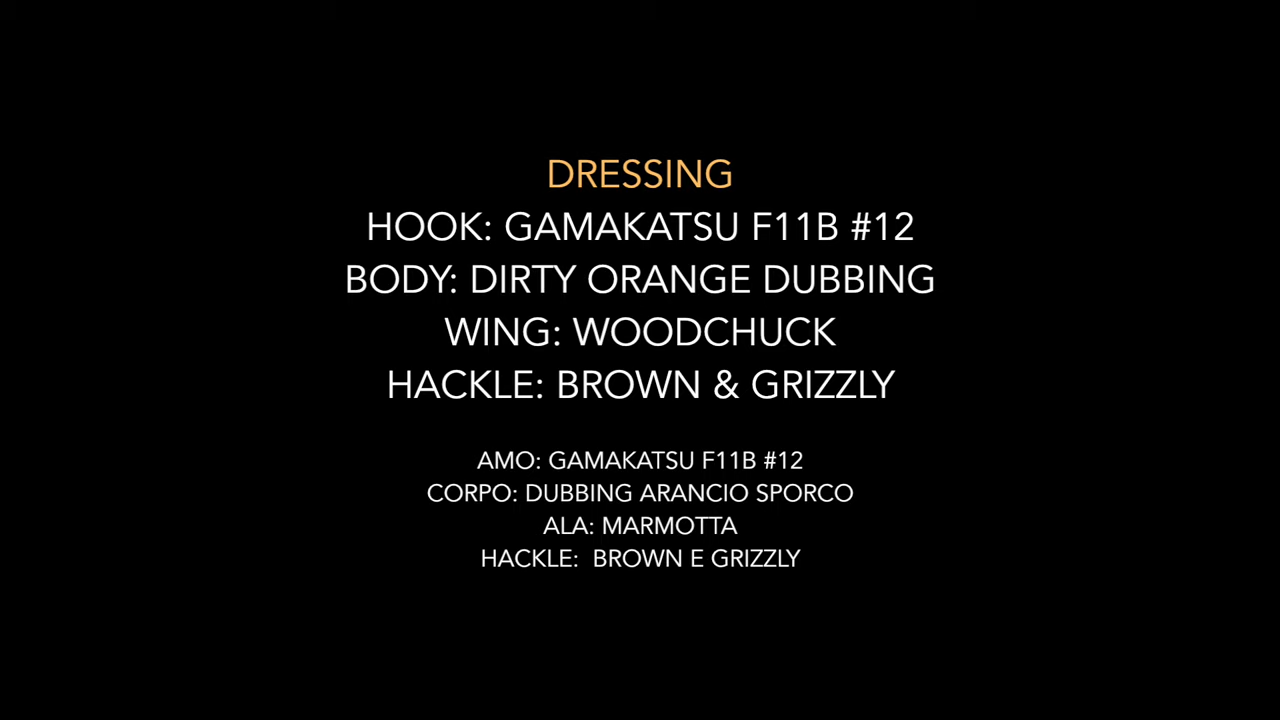 DRESSING
HOOK: GAMAKATSU F11B #12
BODY: DIRTY ORANGE DUBBING
WING: WOODCHUCK
HACKLE: BROWN & GRIZZLY
AMO: GAMAKATSU F11B #12
CORPO: DUBBING ARANCIO SPORCO
ALA: MARMOTTA
HACKLE:  BROWN E GRIZZLY